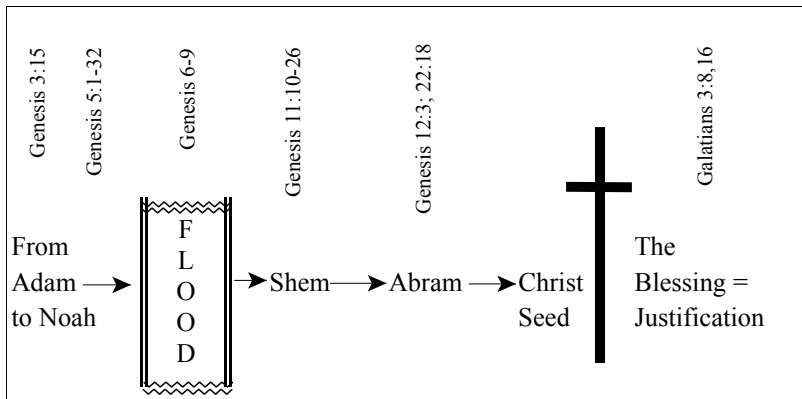 Genesis 3:15
Genesis 5:1-32
Genesis 6-9
Genesis 11:10-26
Genesis 12:3; 22:18
Galatians 3:8,16
From
Adam
to Noah
FLOOD
Shem
Abram
Christ
Seed
The
Blessing =
Justification